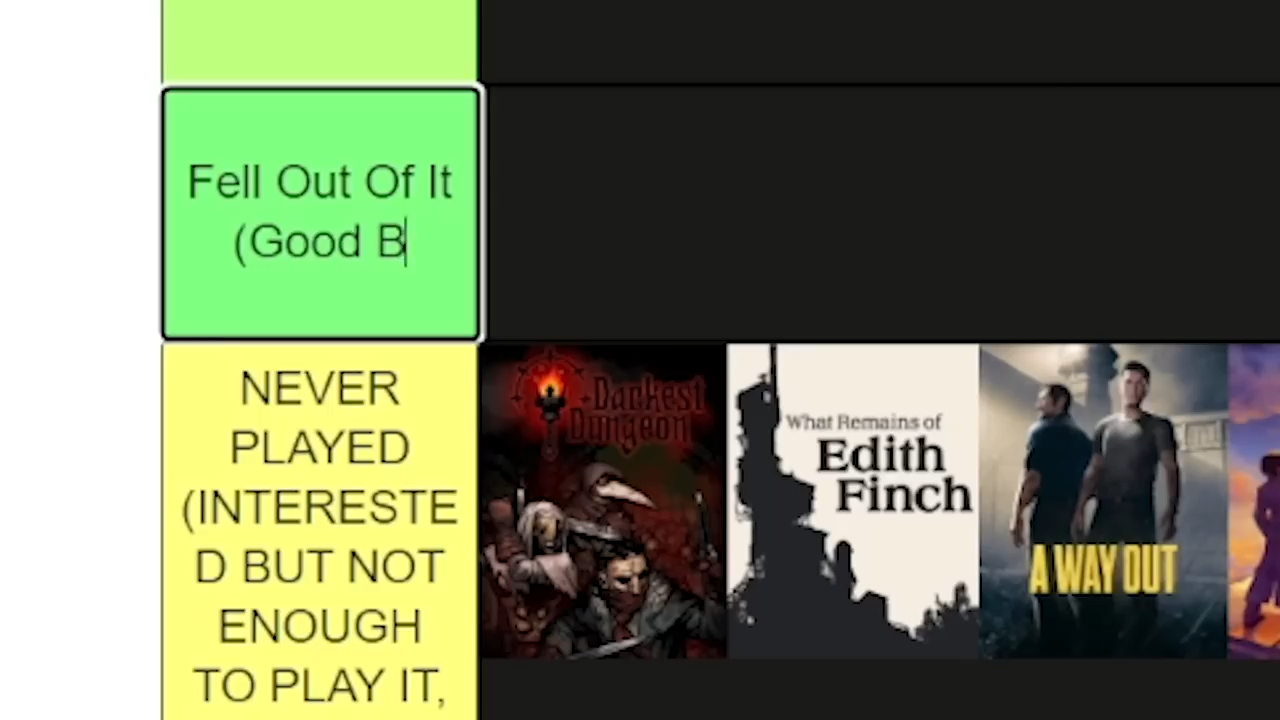 Fell Out Of It
(Good B
NEVER
PLAYED
(INTERESTE
D BUT NOT
ENOUGH
TO PLAY IT,
Darkest
Dungeon
What Remains of
Edith
Finch
A WAY OUT